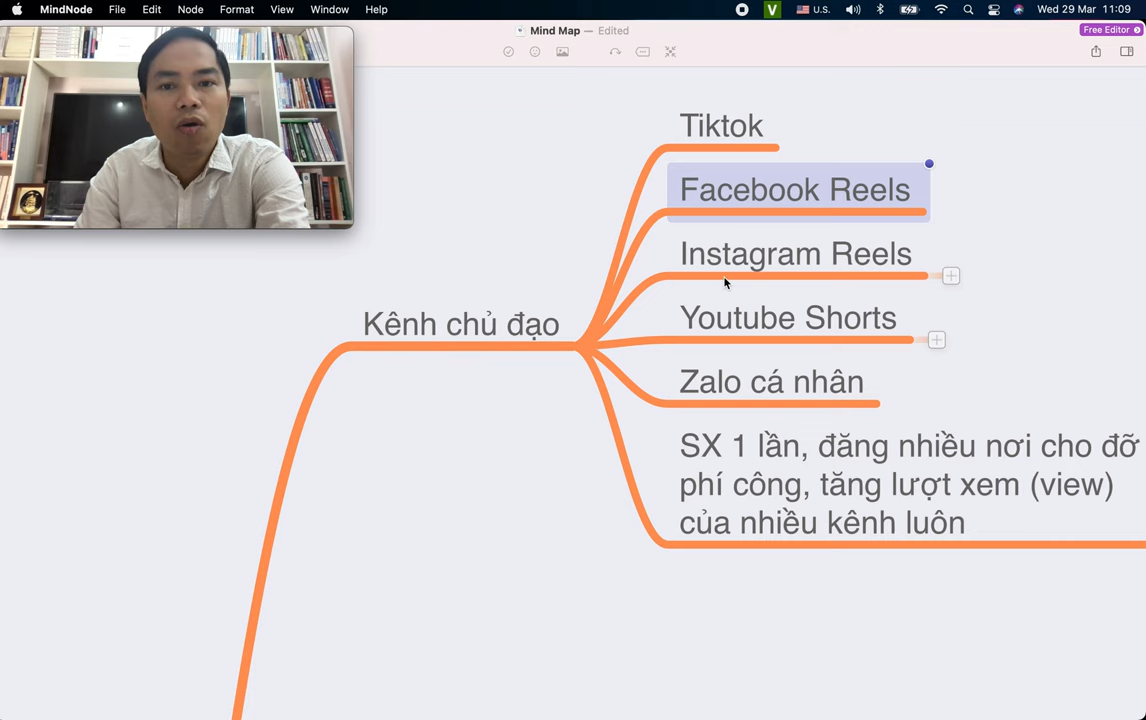 MindNode File Edit Node Format View Window Help V U.S. Wed 29 Mar 11:09
Mind Map — Edited
Free Editor
Tiktok
Facebook Reels
Instagram Reels
Youtube Shorts
Kênh chủ đạo
Zalo cá nhân
SX 1 lần, đăng nhiều nơi cho đỡ
phí công, tăng lượt xem (view)
của nhiều kênh luôn